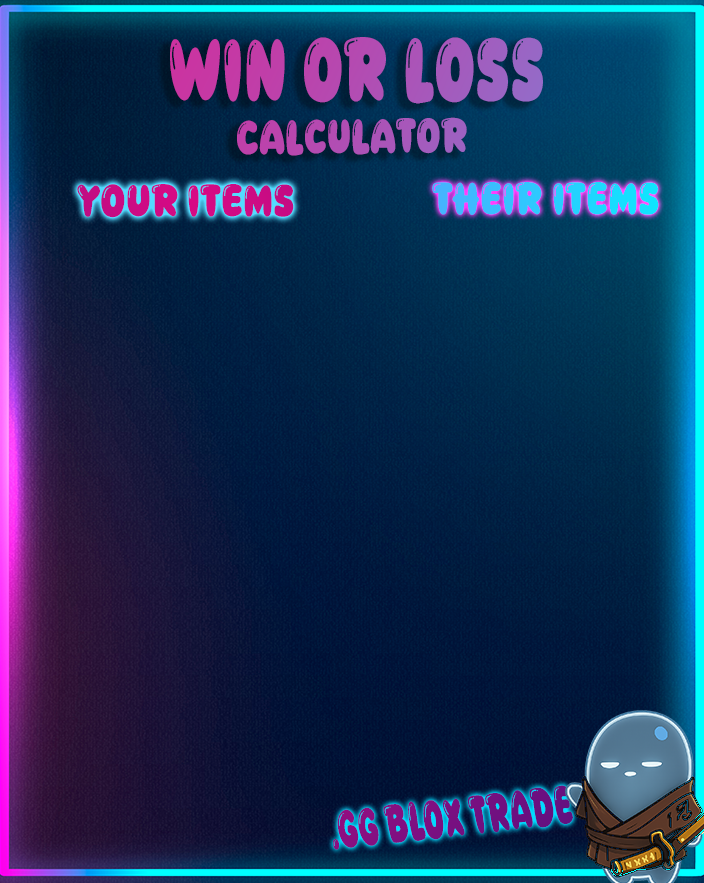 WIN OR LOSS
CALCULATOR
YOUR ITEMS
THEIR ITEMS
.GG BLOX TRADE